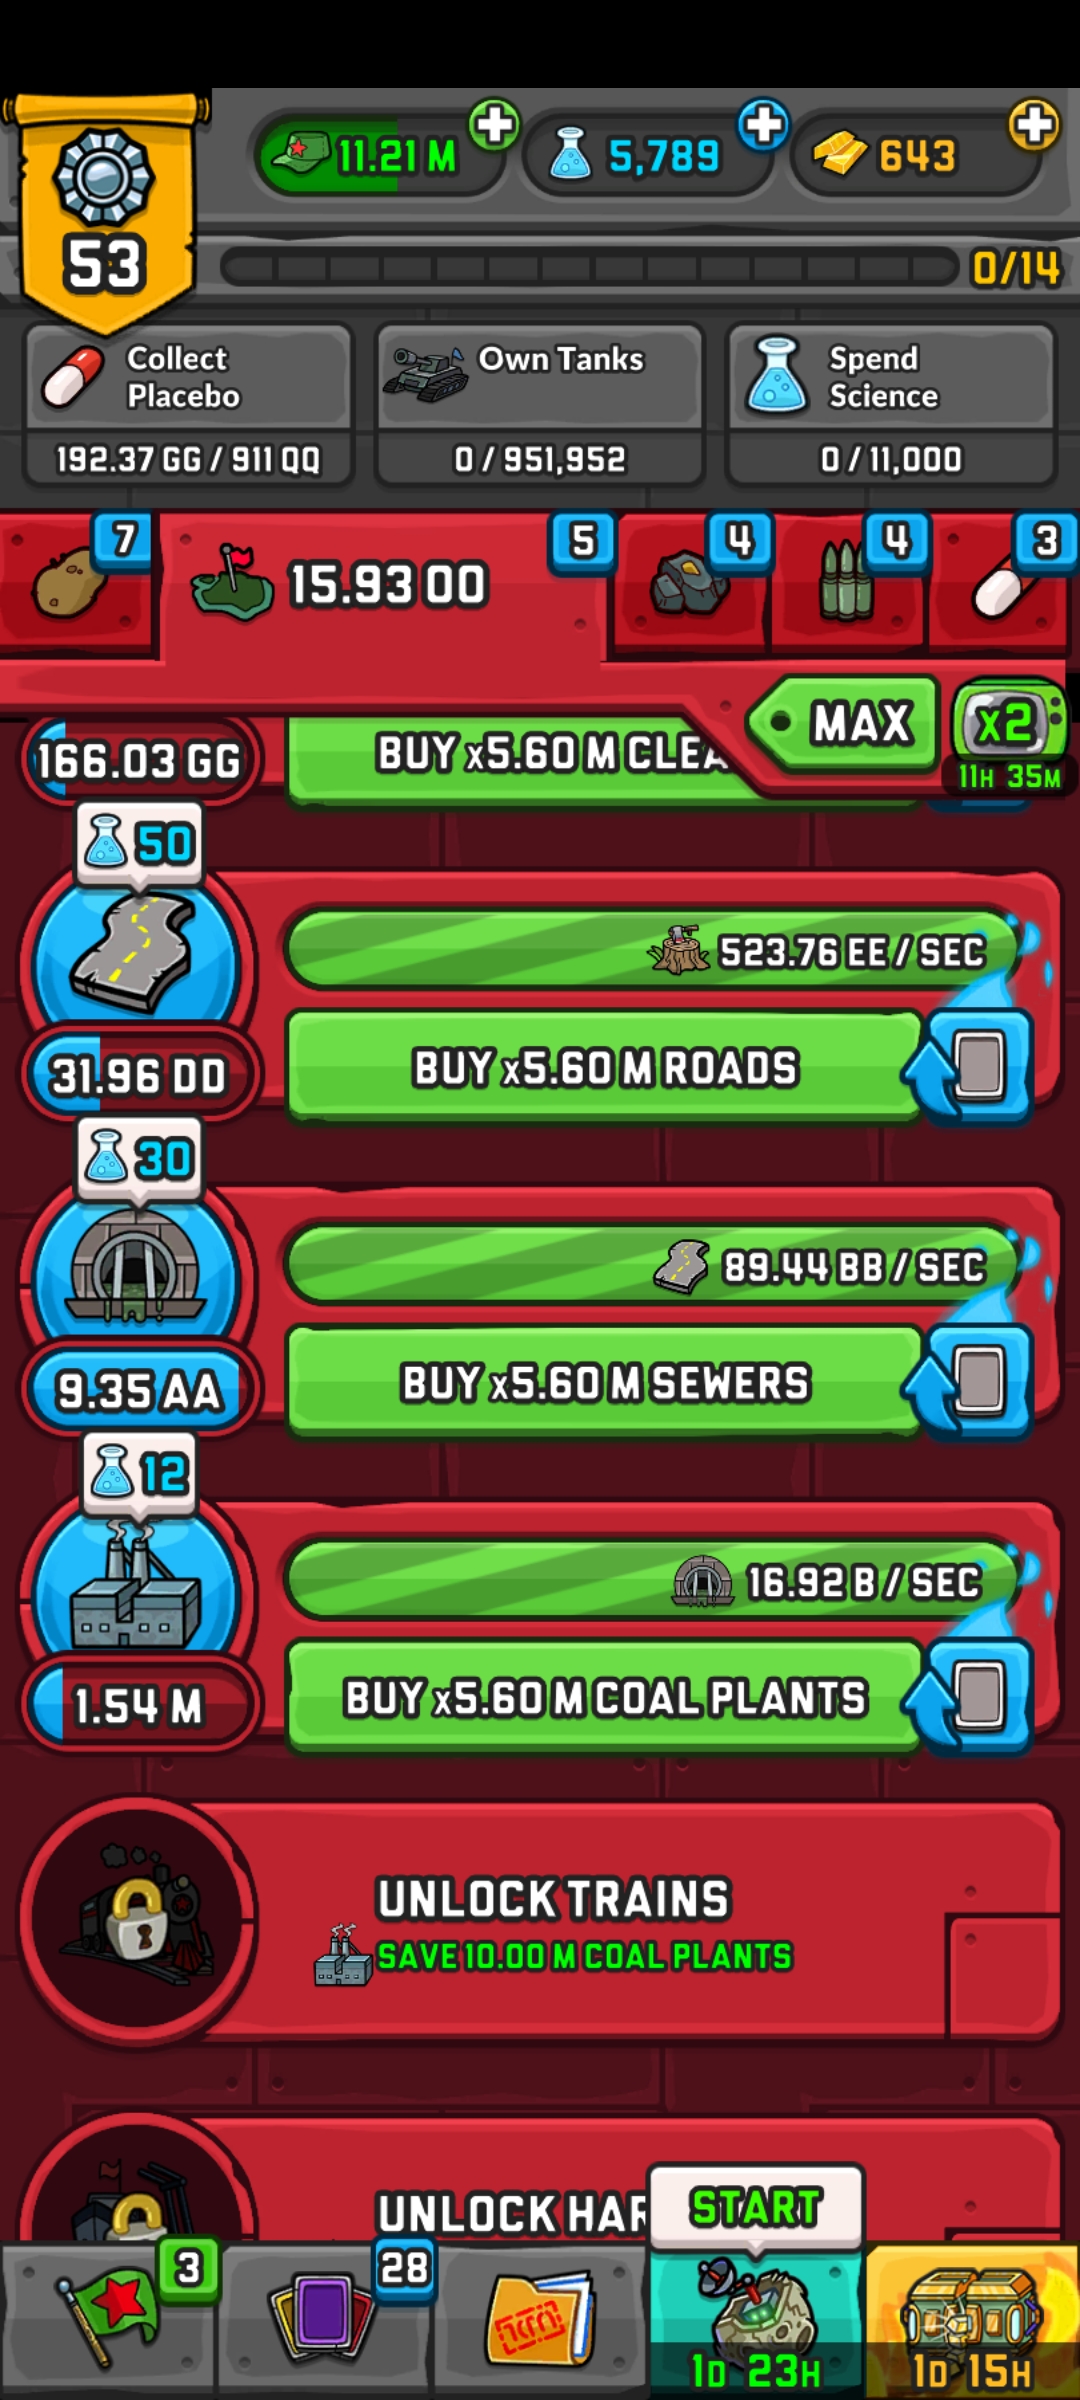 11.21 M
5,789
643
53
0/14
Collect
Placebo
192.37 GG / 911 QQ
Own Tanks
0 / 951,952
Spend
Science
0 / 11,000
7
15.93 OO
5
4
4
3
MAX
x2
11H 35M
166.03 GG
BUY x5.60 M CLEA
50
523.76 EE / SEC
BUY x5.60 M ROADS
31.96 DD
30
89.44 BB / SEC
BUY x5.60 M SEWERS
9.35 AA
12
16.92 B / SEC
BUY x5.60 M COAL PLANTS
1.54 M
UNLOCK TRAINS
SAVE 10.00 M COAL PLANTS
UNLOCK HAR
START
3
28
1D 23H
1D 15H